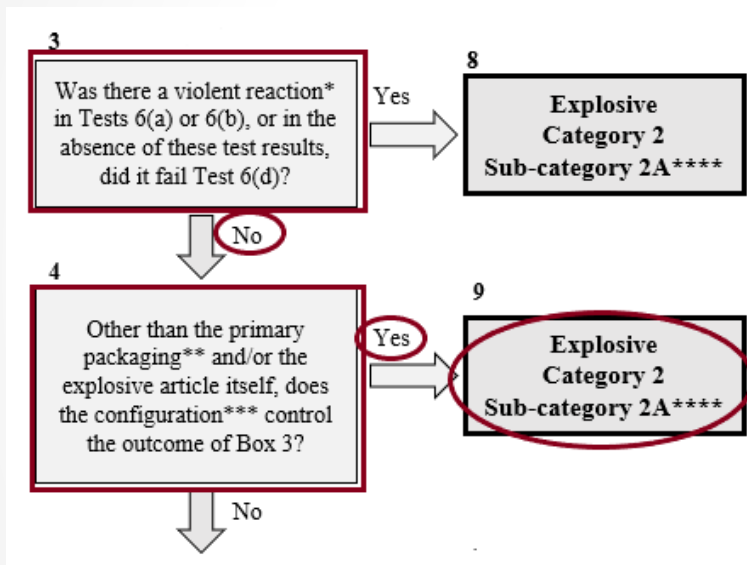 3
Was there a violent reaction*
in Tests 6(a) or 6(b), or in the
absence of these test results,
did it fail Test 6(d)?
Yes
8
Explosive
Category 2
Sub-category 2A****
No
4
Other than the primary
packaging** and/or the
explosive article itself, does
the configuration*** control
the outcome of Box 3?
Yes
9
Explosive
Category 2
Sub-category 2A****
No